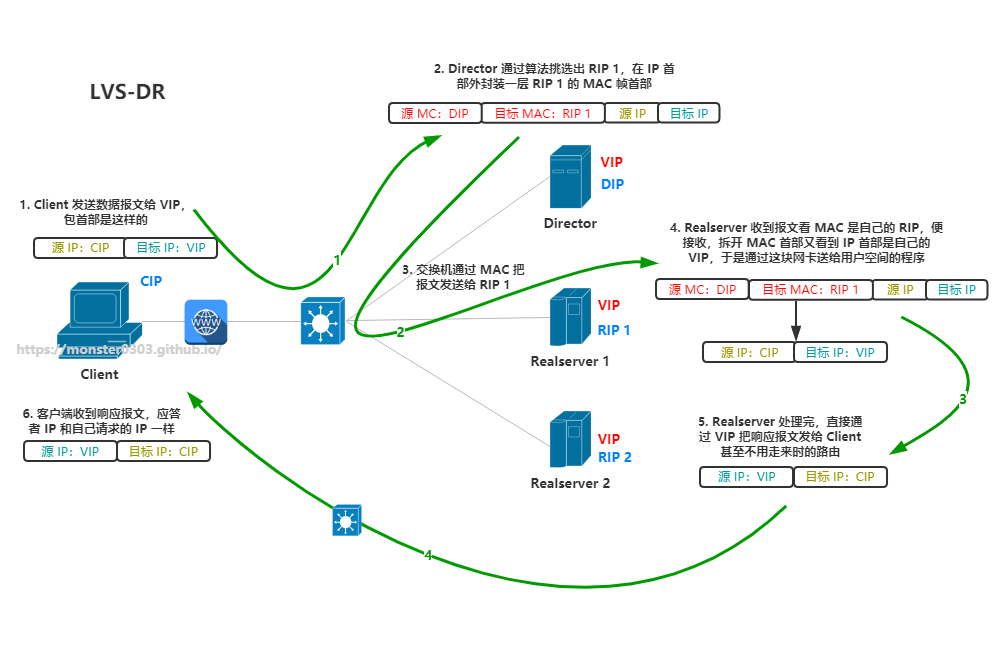 LVS-DR
2. Director 通过算法挑选出 RIP 1，在 IP 首
部外封装一层 RIP 1 的 MAC 帧首部
源 MC：DIP 目标 MAC：RIP 1 源 IP 目标 IP
1. Client 发送数据报文给 VIP，
包首部是这样的
源 IP：CIP 目标 IP：VIP
1
VIP
DIP
Director
3. 交换机通过 MAC 把
报文发送给 RIP 1
2
4. Realserver 收到报文看 MAC 是自己的 RIP，便
接收，拆开 MAC 首部又看到 IP 首部是自己的
VIP，于是通过这块网卡送给用户空间的程序
源 MC：DIP 目标 MAC：RIP 1 源 IP 目标 IP
源 IP：CIP 目标 IP：VIP
CIP
WWW
https://monster0303.github.io/
Client
VIP
RIP 1
Realserver 1
3
6. 客户端收到响应报文，应答
者 IP 和自己请求的 IP 一样
源 IP：VIP 目标 IP：CIP
VIP
RIP 2
Realserver 2
5. Realserver 处理完，直接通
过 VIP 把响应报文发给 Client
甚至不用走来时的路由
源 IP：VIP 目标 IP：CIP
4